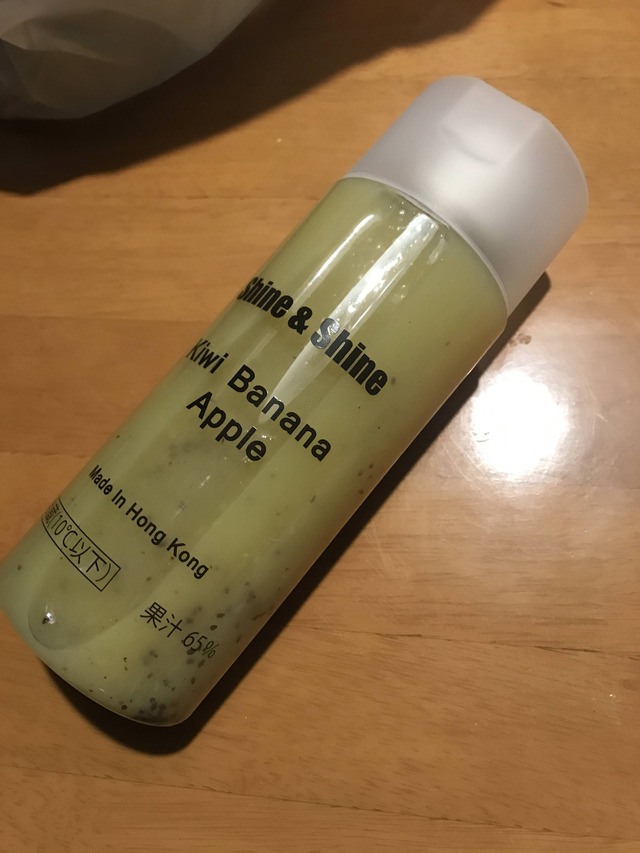 Shine & Shine
Kiwi Banana
Apple
Made In Hong Kong
(10℃以下)
果汁 65%